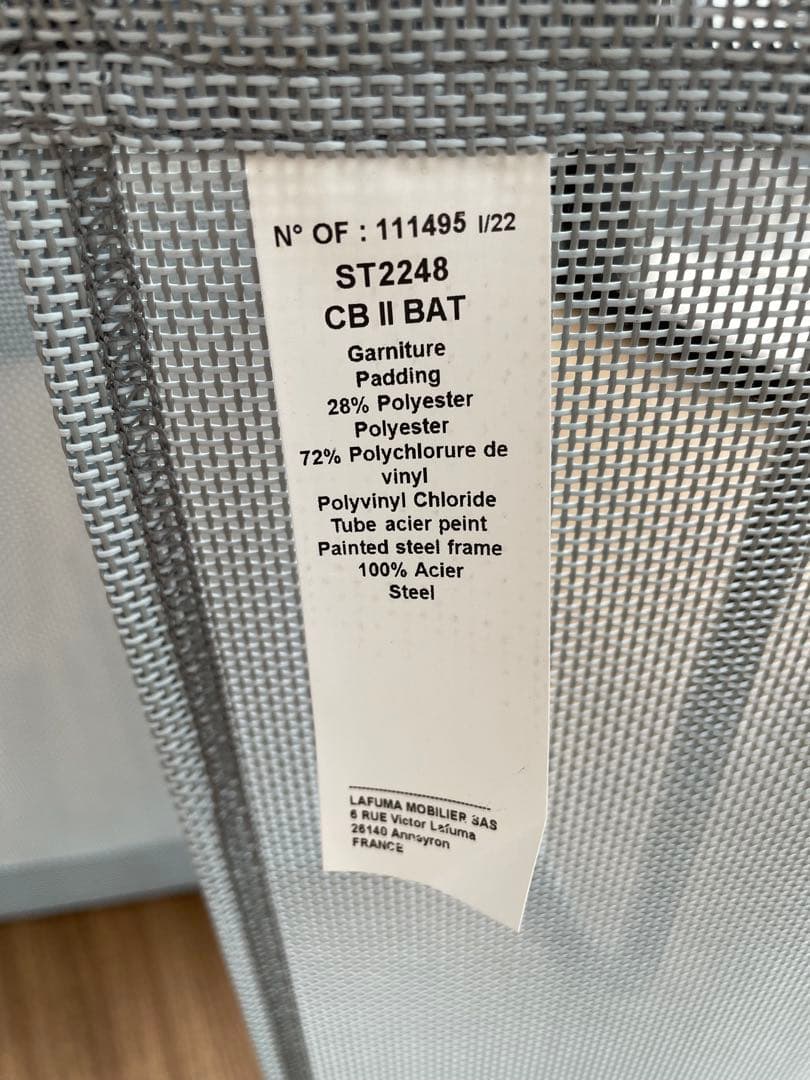 N° OF : 111495 I/22
ST2248
CB II BAT
Garniture
Padding
28% Polyester
Polyester
72% Polychlorure de
vinyl
Polyvinyl Chloride
Tube acier peint
Painted steel frame
100% Acier
Steel
LAFUMA MOBILIER SAS
6 RUE Victor Lafuma
26140 Anneyron
FRANCE